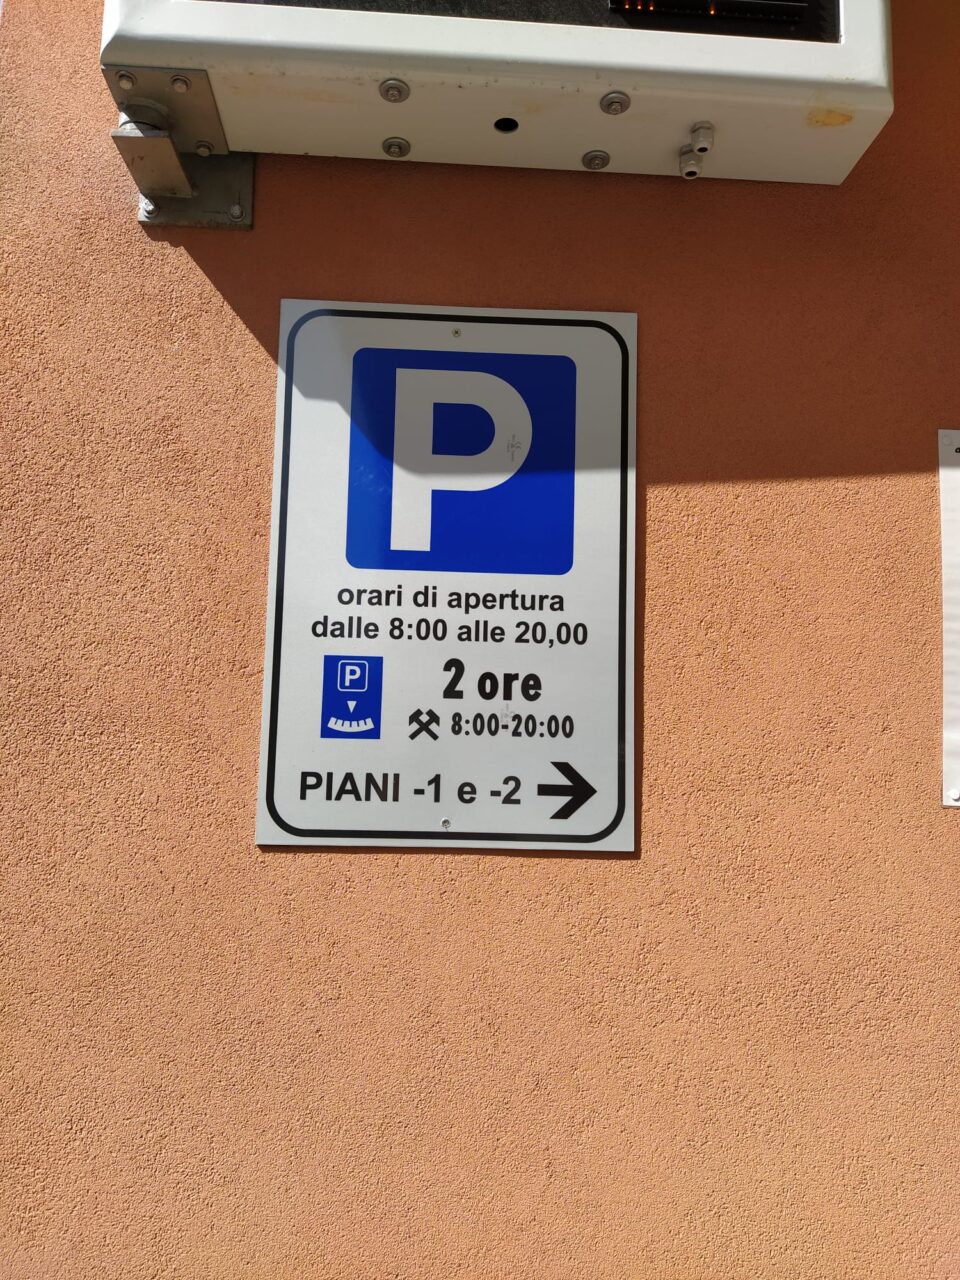 P
orari di apertura
dalle 8:00 alle 20,00
P
2 ore
8:00-20:00
PIANI -1 e -2